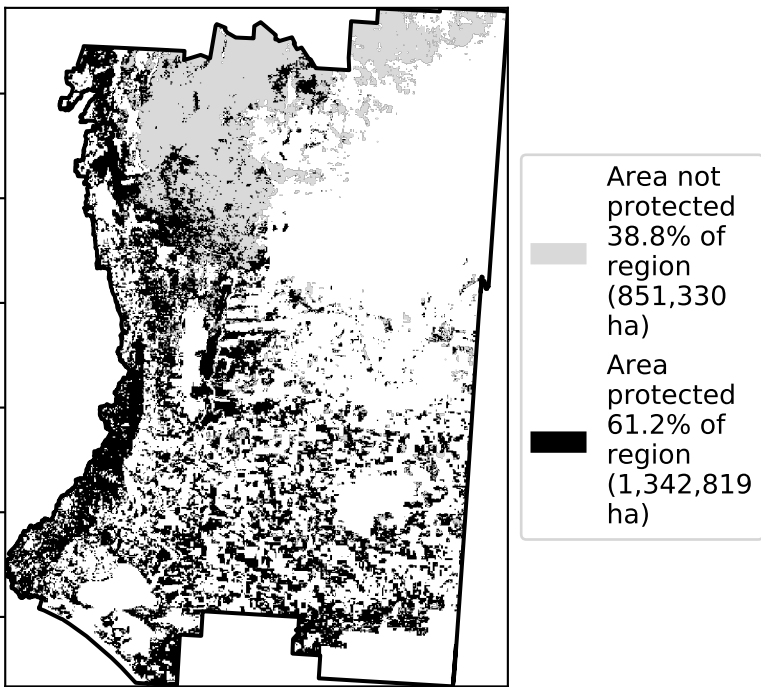 Area not
protected
38.8% of
region
(851,330
ha)
Area
protected
61.2% of
region
(1,342,819
ha)